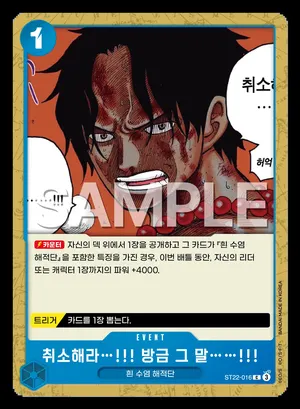 1
취소해라
……!!!
허억
SAMPLE
카운터 자신의 덱 위에서 1장을 공개하고 그 카드가 『흰 수염
해적단』을 포함한 특징을 가진 경우, 이번 배틀 동안, 자신의 리더
또는 캐릭터 1장까지의 파워 +4000.
트리거 카드를 1장 뽑는다.
EVENT
취소해라…!!! 방금 그 말……!!!
흰 수염 해적단
ST22-016 C 3